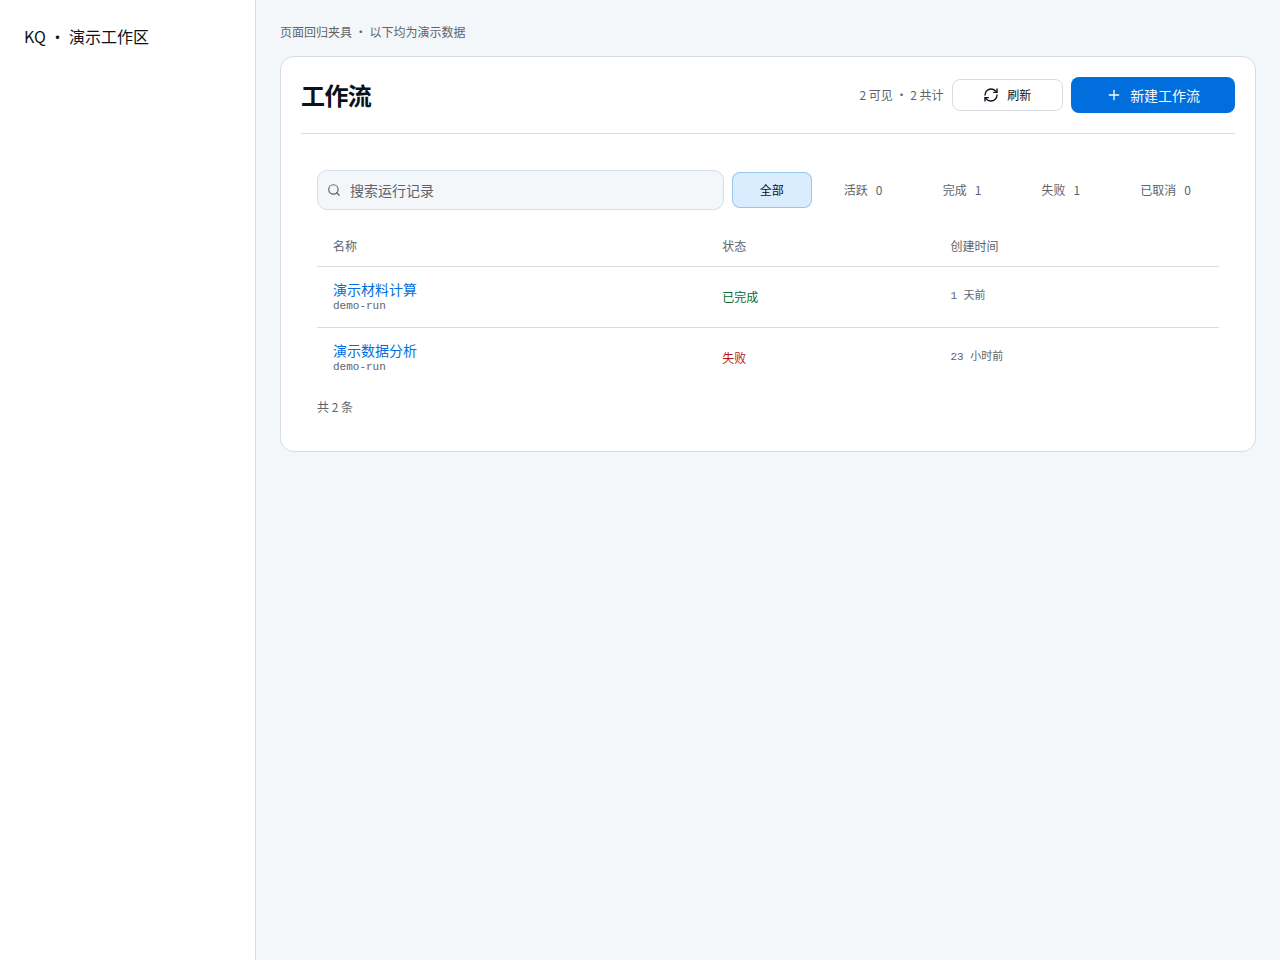 KQ · 演示工作区
页面回归夹具 · 以下均为演示数据
工作流
2 可见 · 2 共计
刷新
新建工作流
搜索运行记录
全部
活跃 0
完成 1
失败 1
已取消 0
名称 状态 创建时间
演示材料计算
demo-run
已完成
1 天前
演示数据分析
demo-run
失败
23 小时前
共 2 条